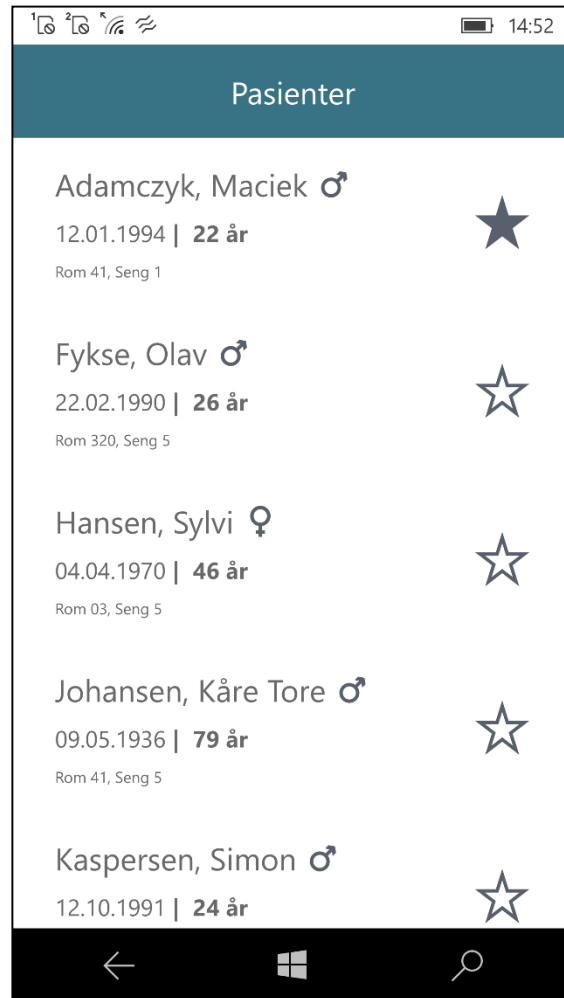 1 2 14:52
Pasienter
Adamczyk, Maciek ♂
12.01.1994 | 22 år
Rom 41, Seng 1
Fykse, Olav ♂
22.02.1990 | 26 år
Rom 320, Seng 5
Hansen, Sylvi ♀
04.04.1970 | 46 år
Rom 03, Seng 5
Johansen, Kåre Tore ♂
09.05.1936 | 79 år
Rom 41, Seng 5
Kaspersen, Simon ♂
12.10.1991 | 24 år